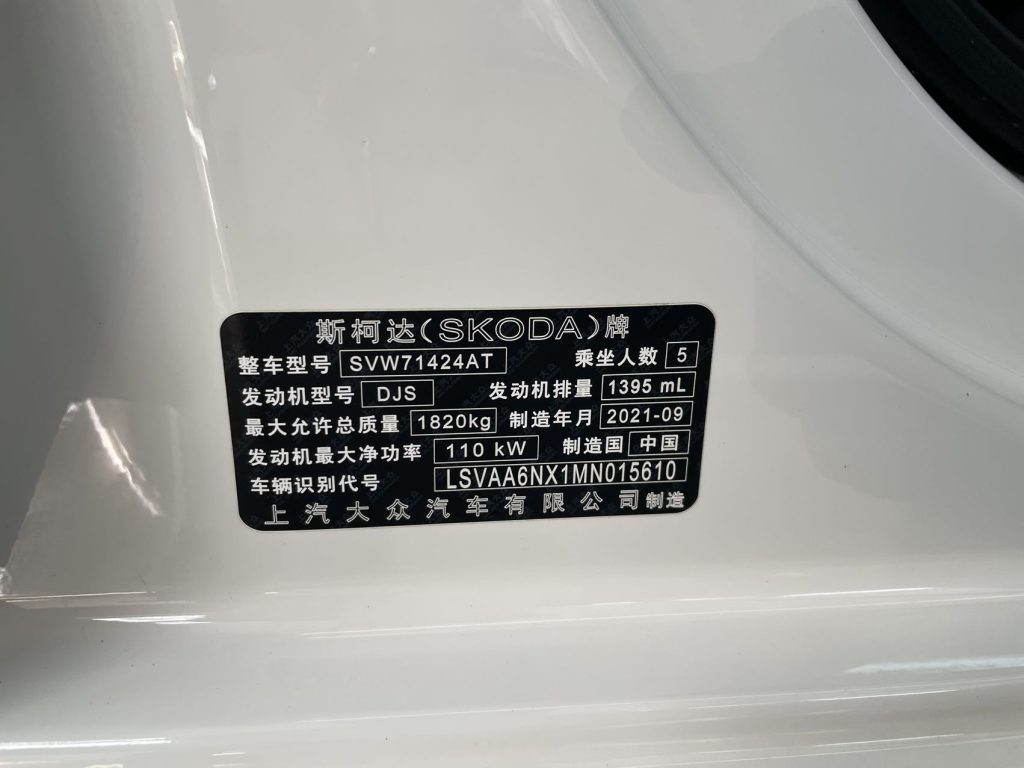 斯柯达(SKODA)牌
整车型号 SVW71424AT 乘坐人数 5
发动机型号 DJS 发动机排量 1395 mL
最大允许总质量 1820kg 制造年月 2021-09
发动机最大净功率 110 kW 制造国 中国
车辆识别代号 LSVAA6NX1MN015610
上汽大众汽车有限公司制造